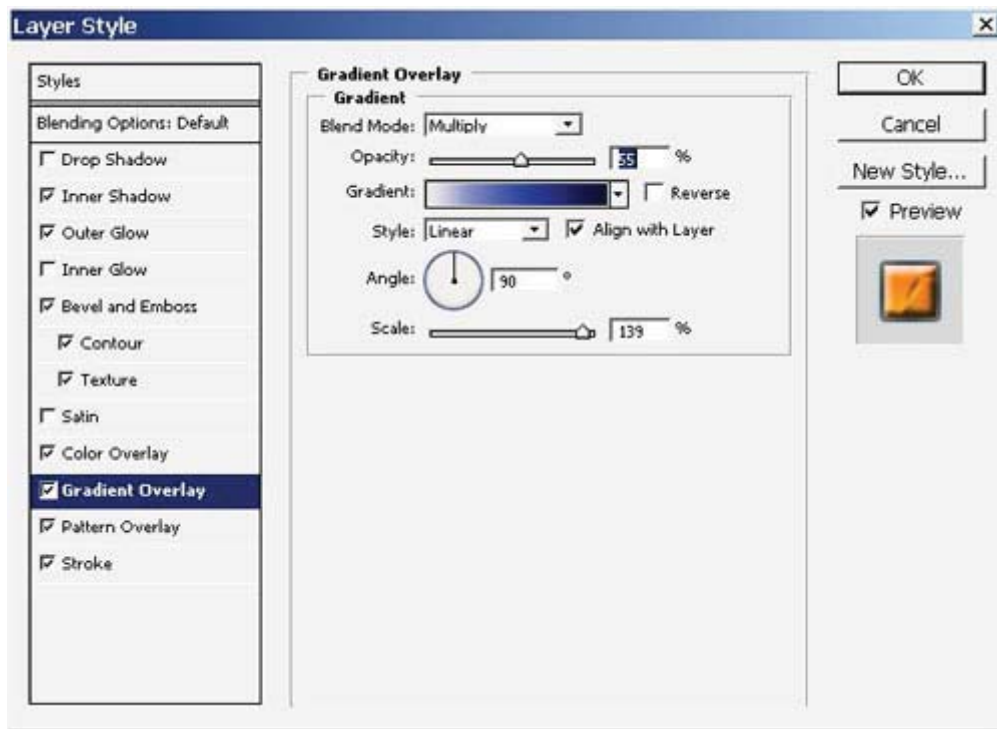 Layer Style
Styles
Blending Options: Default
Drop Shadow
Inner Shadow
Outer Glow
Inner Glow
Bevel and Emboss
Contour
Texture
Satin
Color Overlay
Gradient Overlay
Pattern Overlay
Stroke
Gradient Overlay
Gradient
Blend Mode: Multiply
Opacity: 55 %
Gradient: Reverse
Style: Linear Align with Layer
Angle: 90 °
Scale: 139 %
OK
Cancel
New Style...
Preview